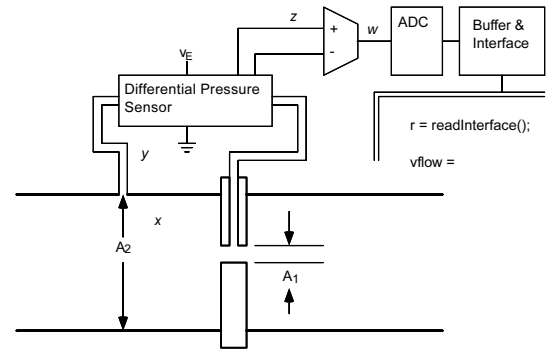 z
w
ADC
Buffer &
Interface
+
-
vE
Differential Pressure
Sensor
r = readInterface();
y
vflow =
x
A2
A1